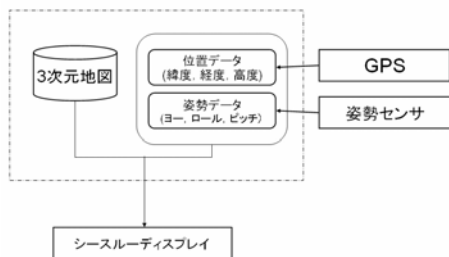 位置データ
(緯度, 経度, 高度)
GPS
3次元地図
姿勢データ
(ヨー, ロール, ピッチ)
姿勢センサ
シースルーディスプレイ